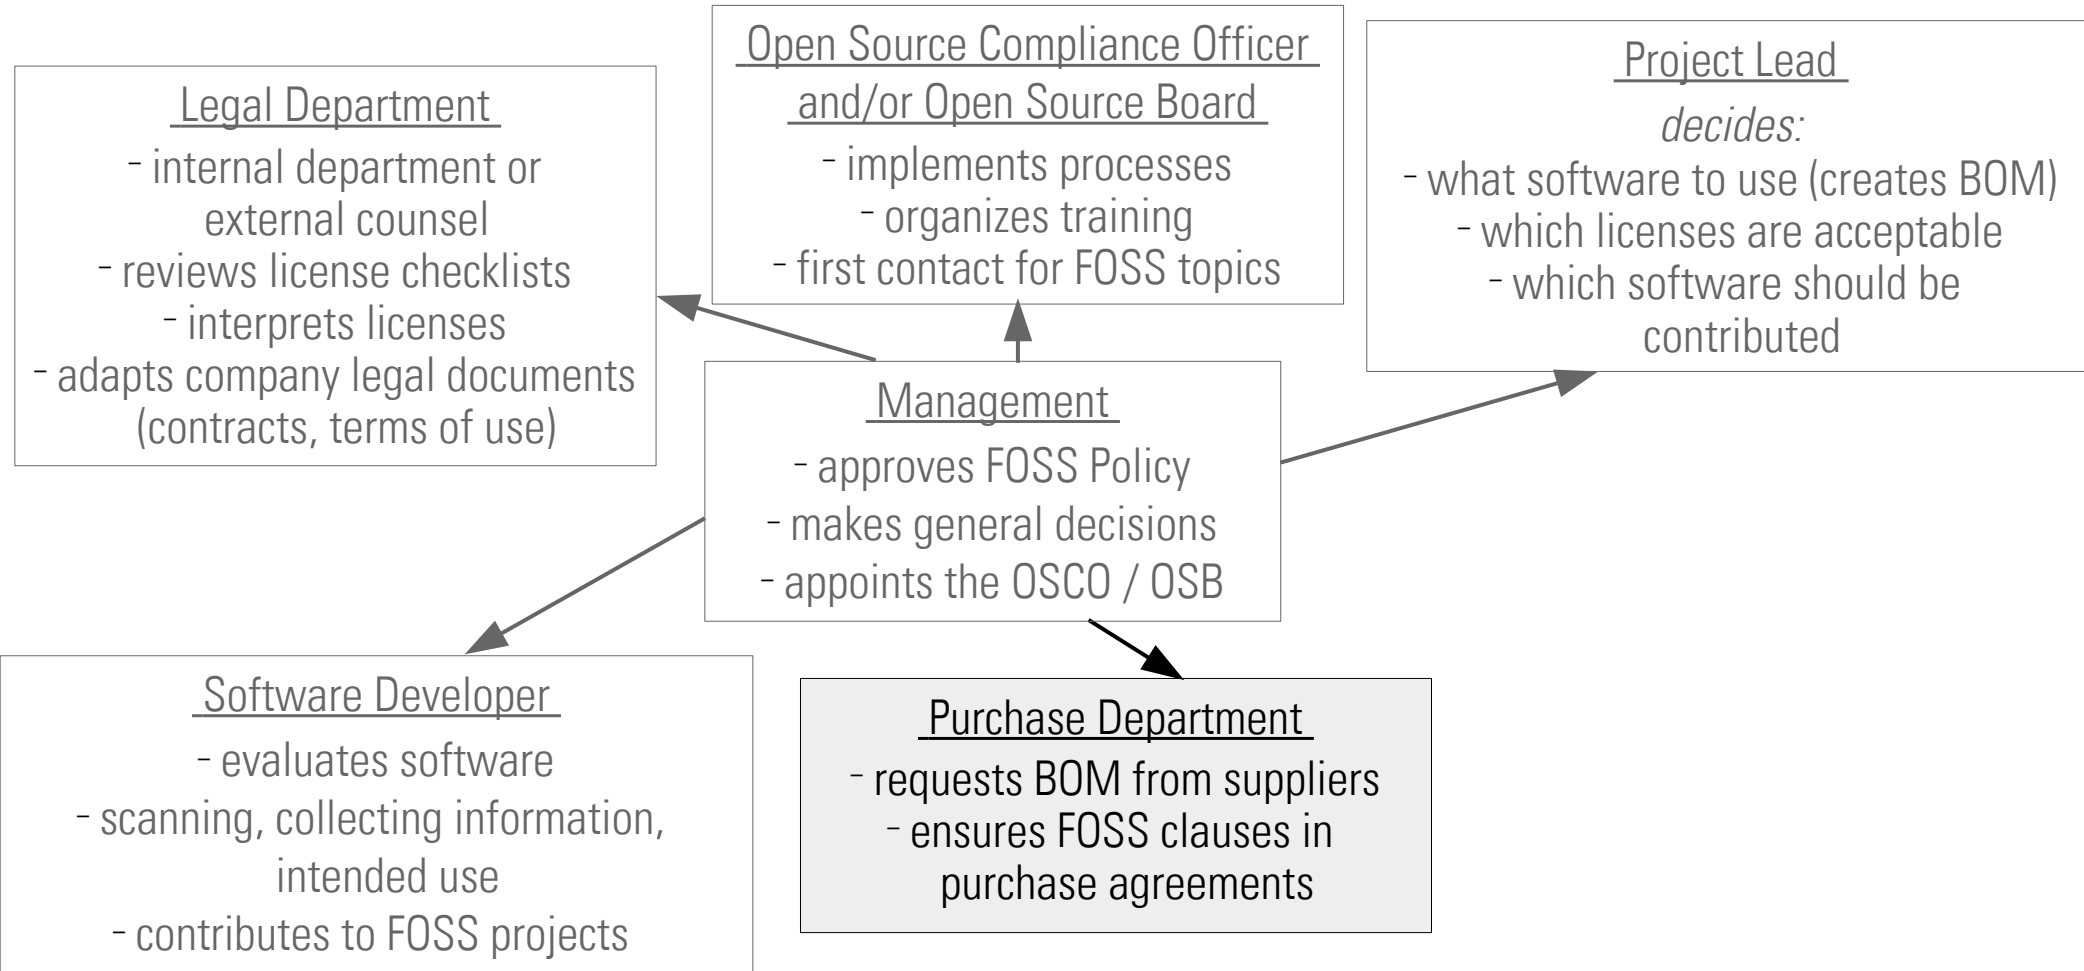 Legal Department
- internal department or
external counsel
- reviews license checklists
- interprets licenses
- adapts company legal documents
(contracts, terms of use)
Open Source Compliance Officer
and/or Open Source Board
- implements processes
- organizes training
- first contact for FOSS topics
Project Lead
decides:
- what software to use (creates BOM)
- which licenses are acceptable
- which software should be
contributed
Management
- approves FOSS Policy
- makes general decisions
- appoints the OSCO / OSB
Software Developer
- evaluates software
- scanning, collecting information,
intended use
- contributes to FOSS projects
Purchase Department
- requests BOM from suppliers
- ensures FOSS clauses in
purchase agreements